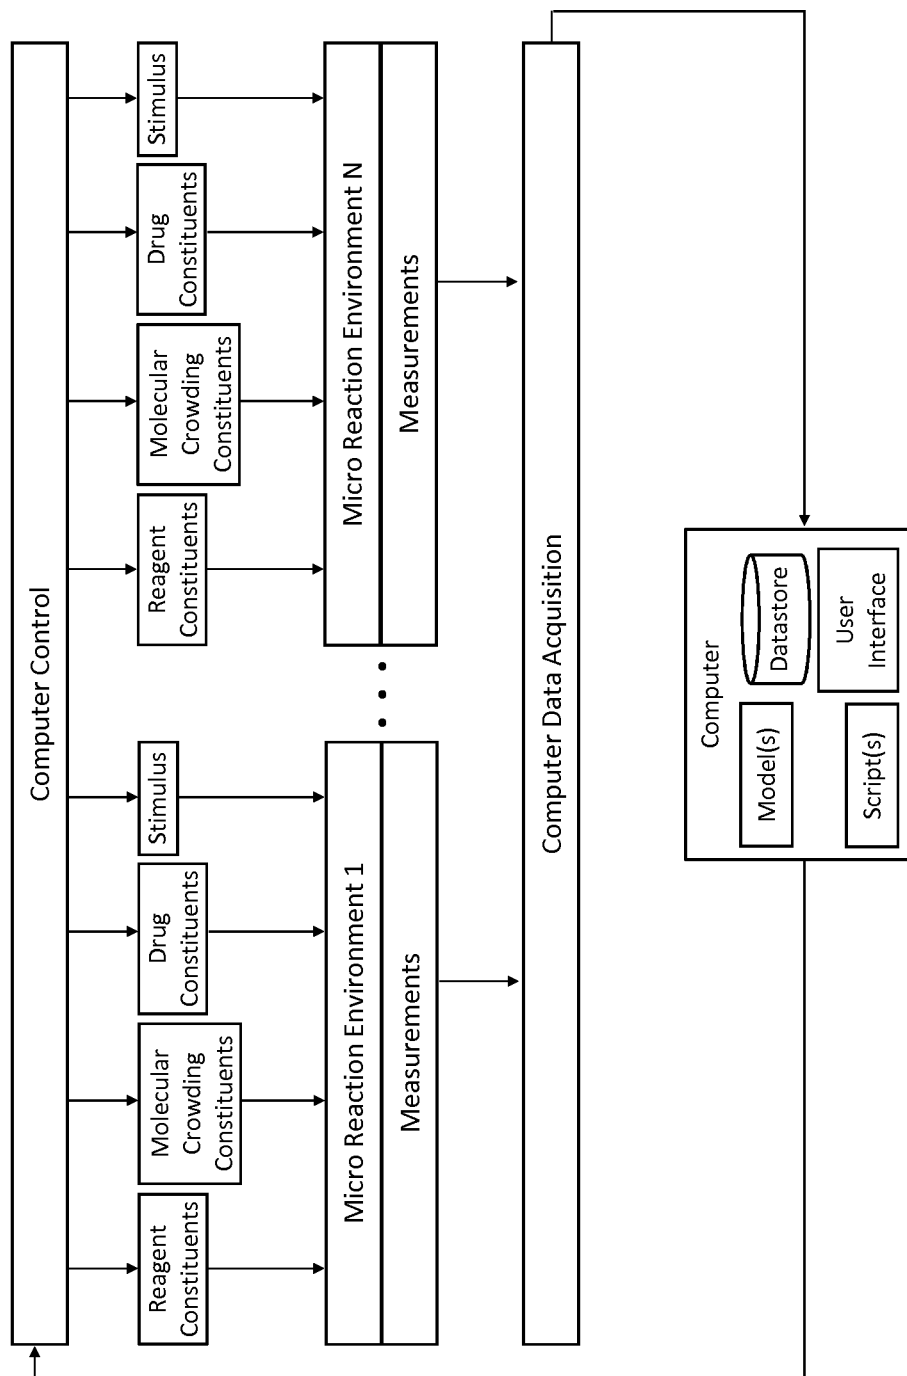 Computer Control
Reagent
Constituents
Molecular
Crowding
Constituents
Drug
Constituents
Stimulus
Reagent
Constituents
Molecular
Crowding
Constituents
Drug
Constituents
Stimulus
Micro Reaction Environment 1
Measurements
• • •
Micro Reaction Environment N
Measurements
Computer Data Acquisition
Computer
Model(s)
Datastore
Script(s)
User
Interface